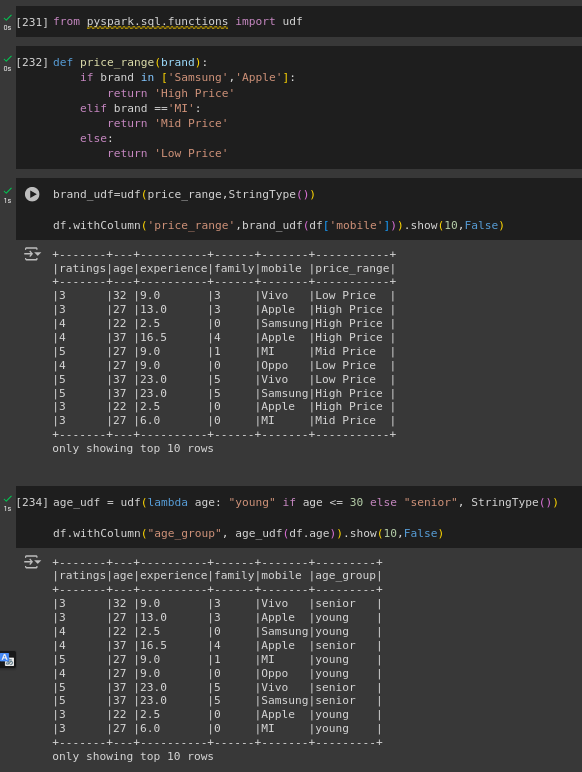 [231] from pyspark.sql.functions import udf
0s
[232] def price_range(brand):
0s
    if brand in ['Samsung','Apple']:
        return 'High Price'
    elif brand =='MI':
        return 'Mid Price'
    else:
        return 'Low Price'
brand_udf=udf(price_range,StringType())
1s
df.withColumn('price_range',brand_udf(df['mobile'])).show(10,False)
+-------+---+----------+------+-------+-----------+
|ratings|age|experience|family|mobile |price_range|
+-------+---+----------+------+-------+-----------+
|3      |32 |9.0       |3     |Vivo   |Low Price  |
|3      |27 |13.0      |3     |Apple  |High Price |
|4      |22 |2.5       |0     |Samsung|High Price |
|4      |37 |16.5      |4     |Apple  |High Price |
|5      |27 |9.0       |1     |MI     |Mid Price  |
|4      |27 |9.0       |0     |Oppo   |Low Price  |
|5      |37 |23.0      |5     |Vivo   |Low Price  |
|5      |37 |23.0      |5     |Samsung|High Price |
|3      |22 |2.5       |0     |Apple  |High Price |
|3      |27 |6.0       |0     |MI     |Mid Price  |
+-------+---+----------+------+-------+-----------+
only showing top 10 rows
[234] age_udf = udf(lambda age: "young" if age <= 30 else "senior", StringType())
1s
df.withColumn("age_group", age_udf(df.age)).show(10,False)
+-------+---+----------+------+-------+---------+
|ratings|age|experience|family|mobile |age_group|
+-------+---+----------+------+-------+---------+
|3      |32 |9.0       |3     |Vivo   |senior   |
|3      |27 |13.0      |3     |Apple  |young    |
|4      |22 |2.5       |0     |Samsung|young    |
|4      |37 |16.5      |4     |Apple  |senior   |
|5      |27 |9.0       |1     |MI     |young    |
|4      |27 |9.0       |0     |Oppo   |young    |
|5      |37 |23.0      |5     |Vivo   |senior   |
|5      |37 |23.0      |5     |Samsung|senior   |
|3      |22 |2.5       |0     |Apple  |young    |
|3      |27 |6.0       |0     |MI     |young    |
+-------+---+----------+------+-------+---------+
only showing top 10 rows